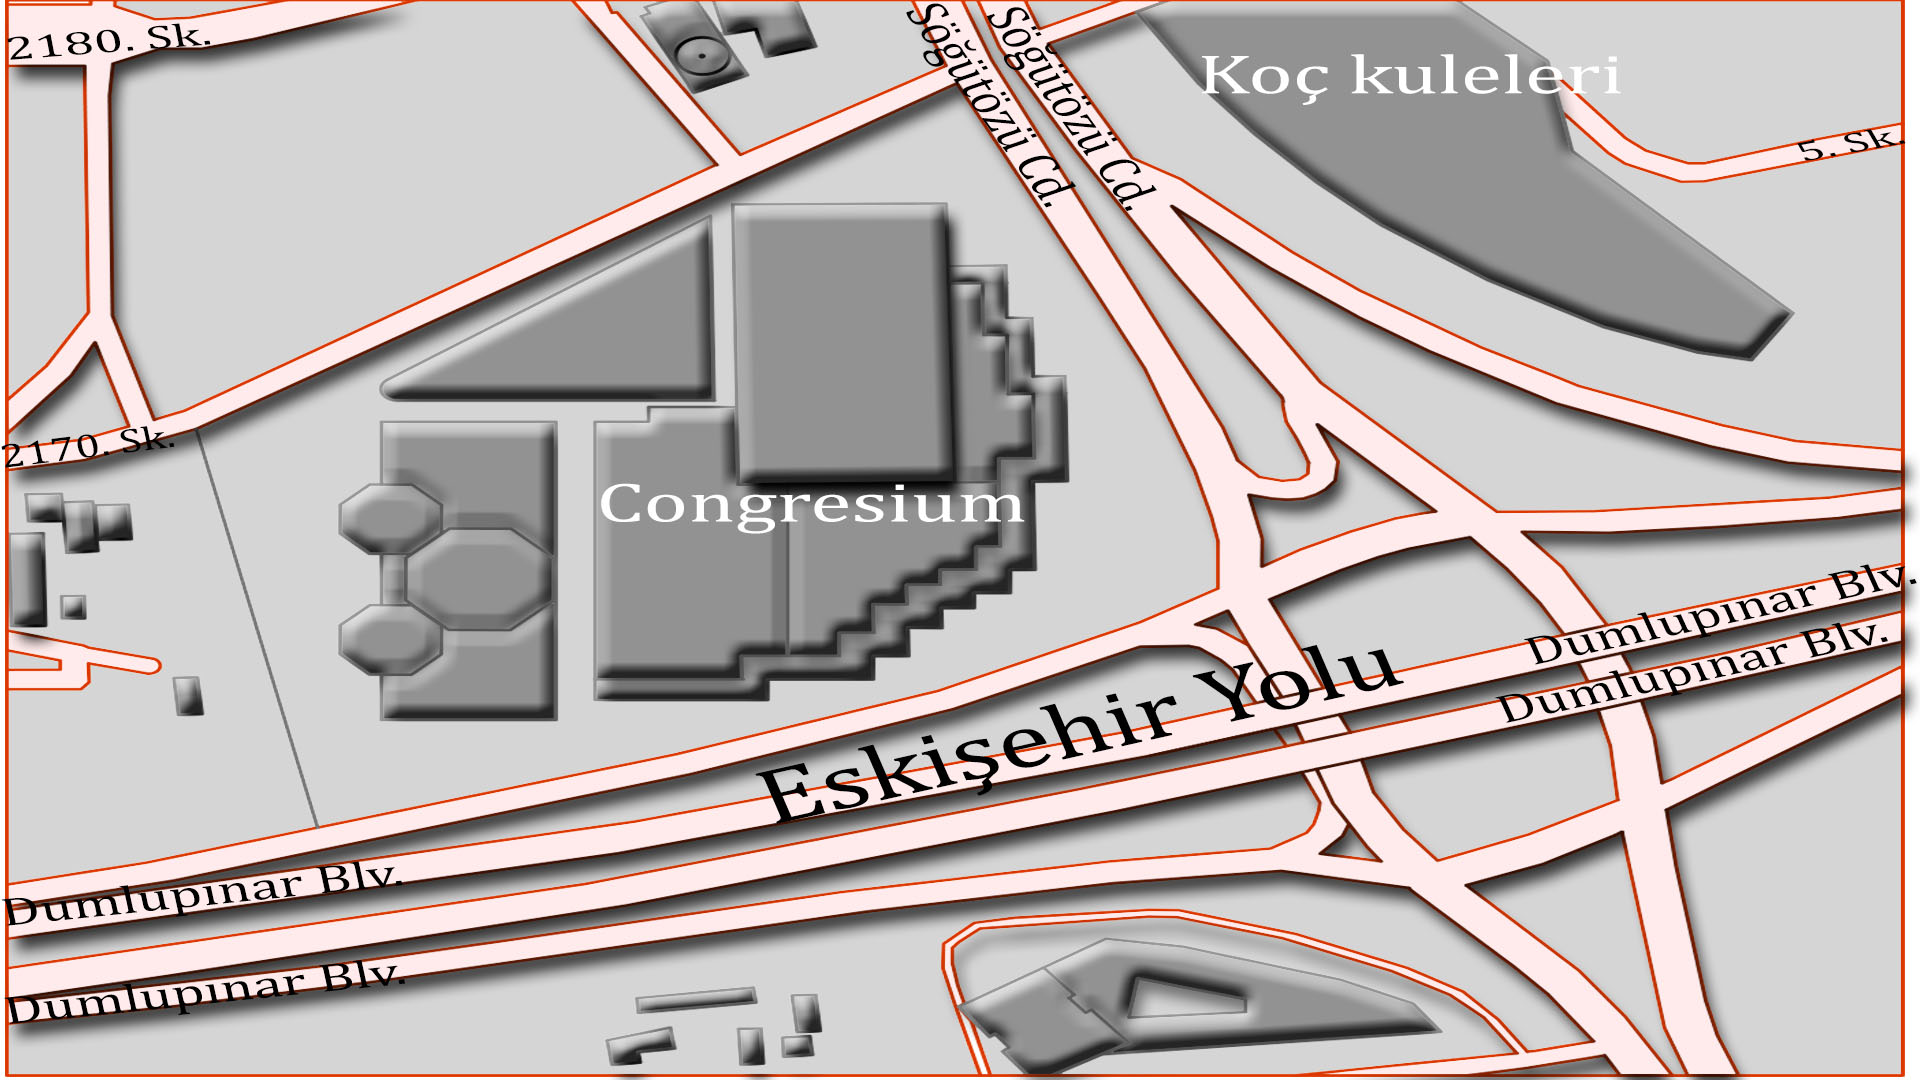 2180. Sk.
Söğütözü Cd.
Söğütözü Cd.
Koç kuleleri
5. Sk.
2170. Sk.
Congresium
Dumlupınar Blv.
Dumlupınar Blv.
Eskişehir Yolu
Dumlupınar Blv.
Dumlupınar Blv.